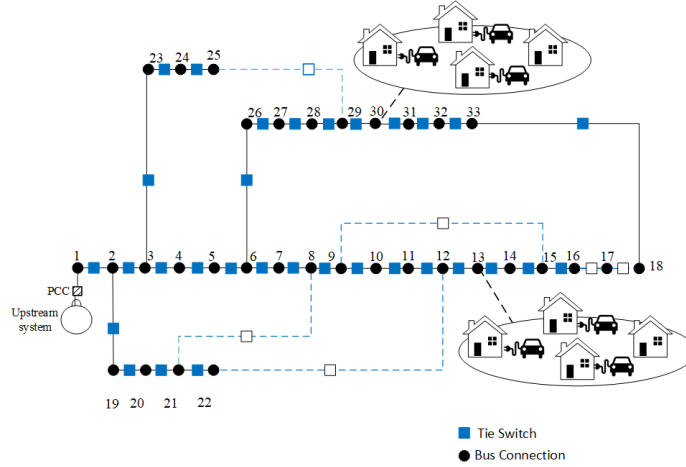 23 24 25
26 27 28 29 30 31 32 33
1 2 3 4 5 6 7 8 9 10 11 12 13 14 15 16 17 18
PCC
Upstream
system
19 20 21 22
Tie Switch
Bus Connection